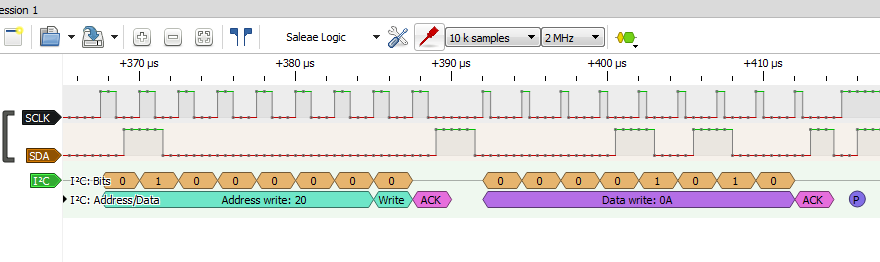 ession 1
Saleae Logic 10 k samples 2 MHz
+370 µs +380 µs +390 µs +400 µs +410 µs
SCLK
SDA
I²C I²C: Bits 0 1 0 0 0 0 0 0 0 0 0 0 1 0 1 0
I²C: Address/Data Address write: 20 Write ACK Data write: 0A ACK P